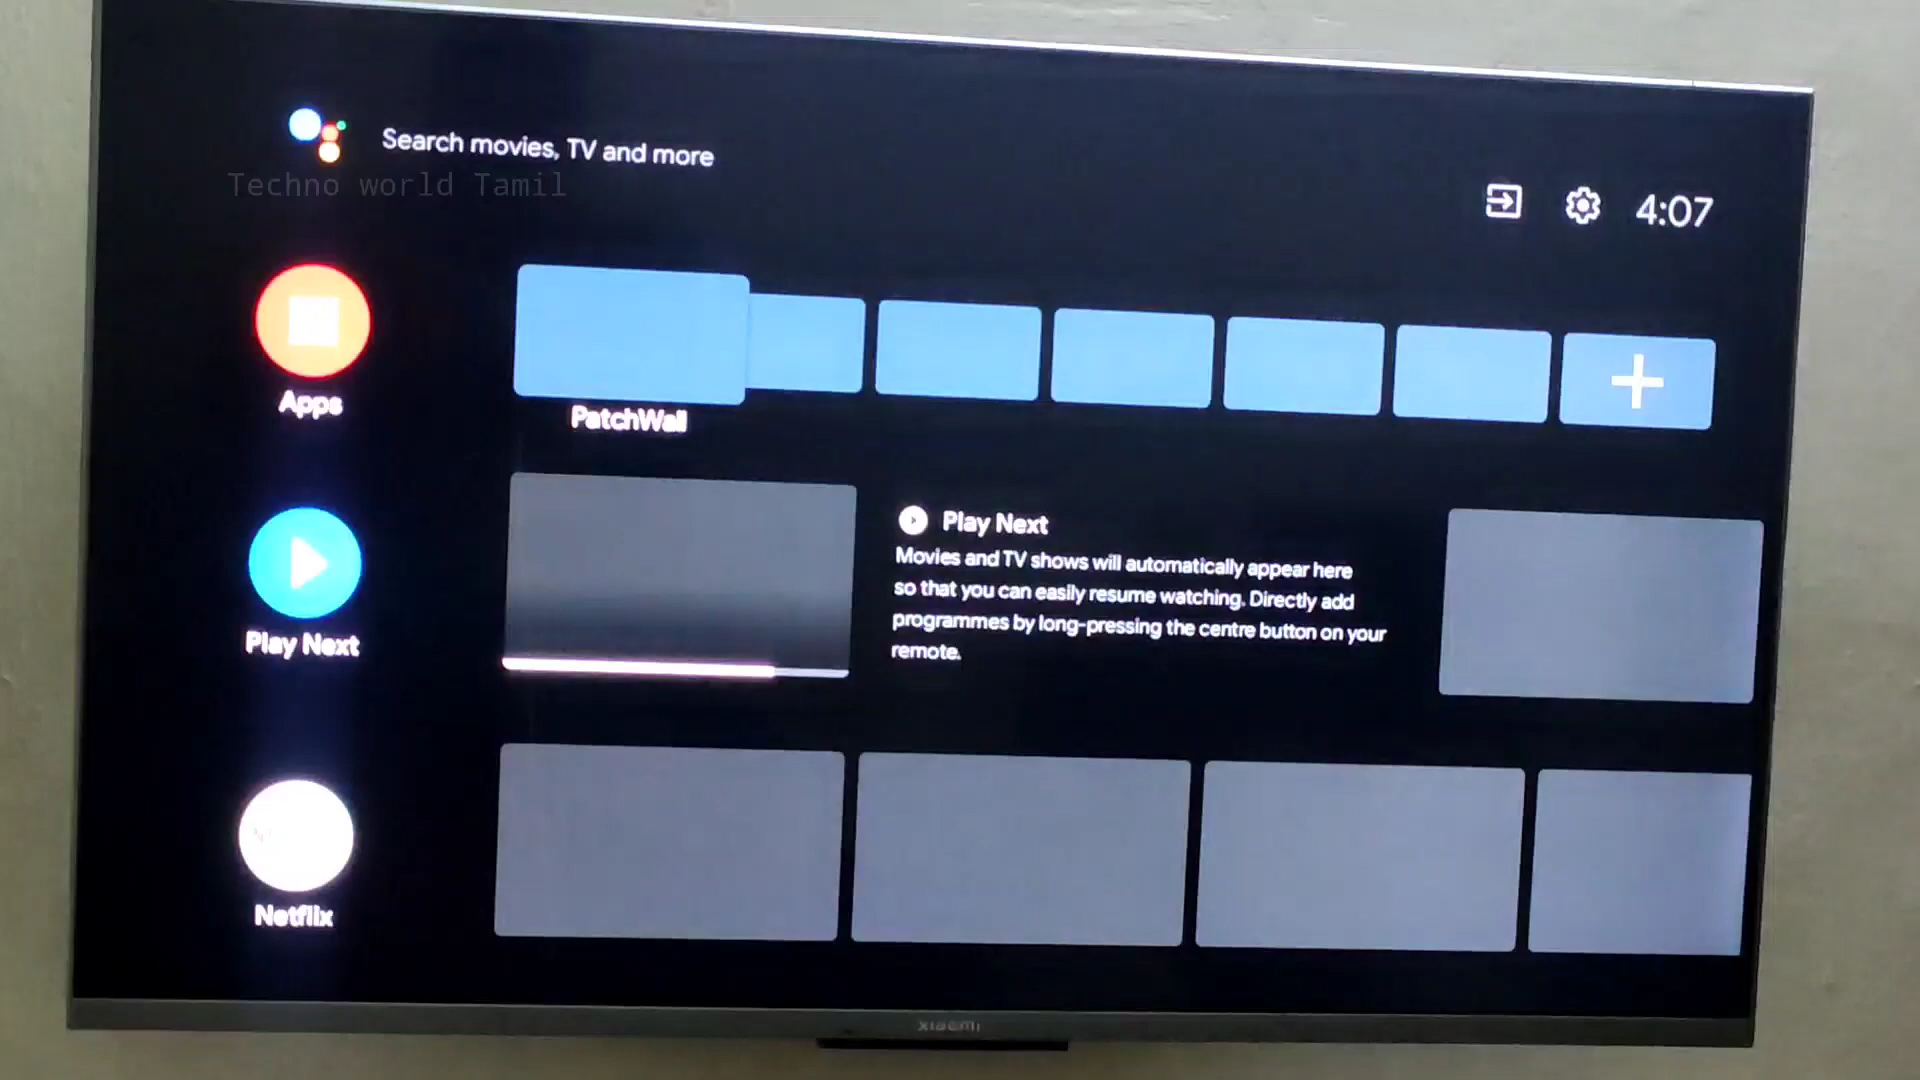 Search movies, TV and more
Techno world Tamil
4:07
Apps
PatchWall
Play Next
Movies and TV shows will automatically appear here
so that you can easily resume watching. Directly add
programmes by long-pressing the centre button on your
remote.
Play Next
Netflix
xiaomi